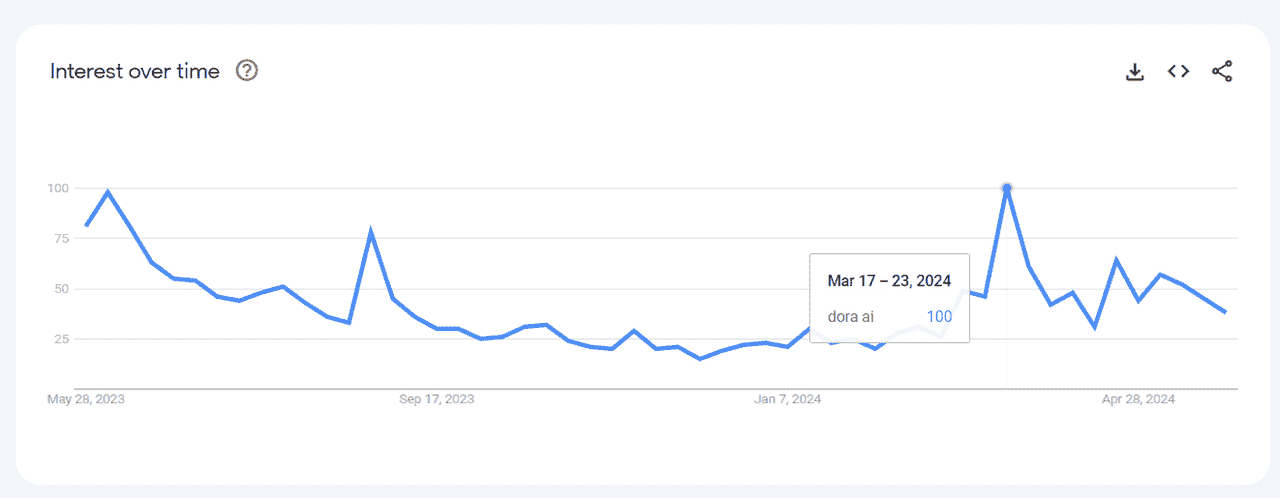 Interest over time
100
75
50
25
Mar 17 – 23, 2024
dora ai 100
May 28, 2023 Sep 17, 2023 Jan 7, 2024 Apr 28, 2024